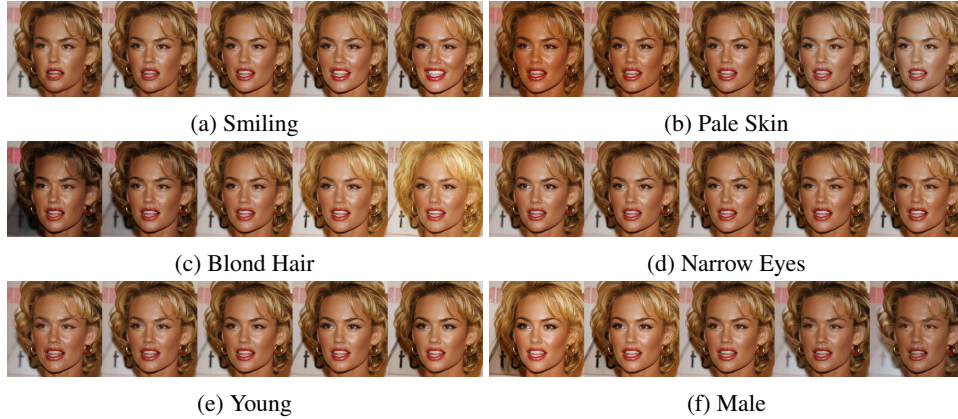 (a) Smiling
(b) Pale Skin
(c) Blond Hair
(d) Narrow Eyes
(e) Young
(f) Male